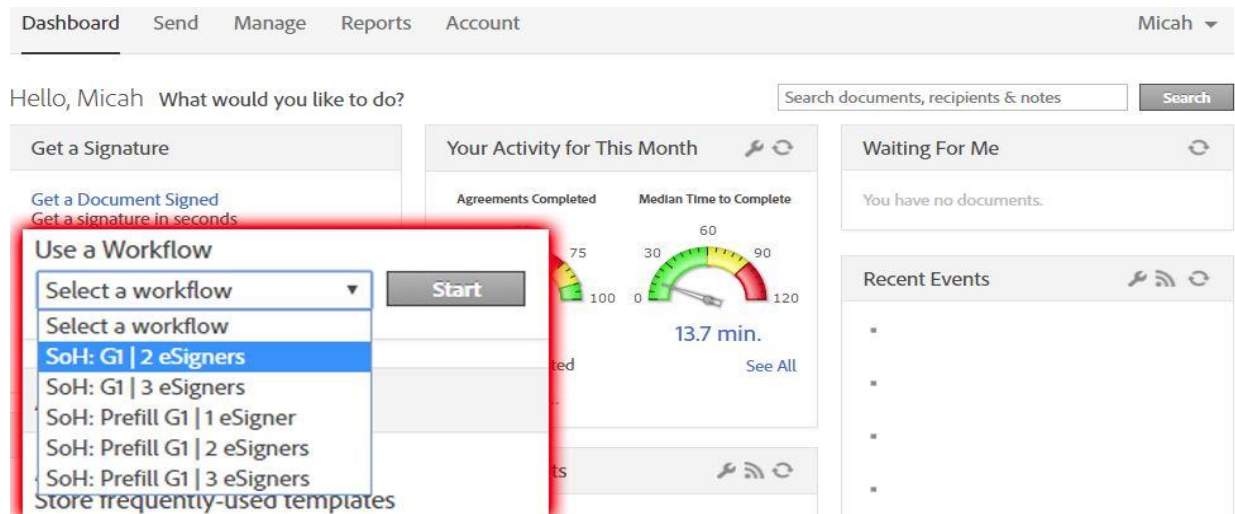 Dashboard Send Manage Reports Account Micah
Hello, Micah What would you like to do?
Search documents, recipients & notes Search
Get a Signature
Get a Document Signed
Get a signature in seconds
Use a Workflow
Select a workflow Start
Select a workflow
SoH: G1 | 2 eSigners
SoH: G1 | 3 eSigners
SoH: Prefill G1 | 1 eSigner
SoH: Prefill G1 | 2 eSigners
SoH: Prefill G1 | 3 eSigners
Store frequently-used templates
Your Activity for This Month
Agreements Completed Median Time to Complete
75
100
60
30 90
0 120
13.7 min.
ted See All
ts
Waiting For Me
You have no documents.
Recent Events